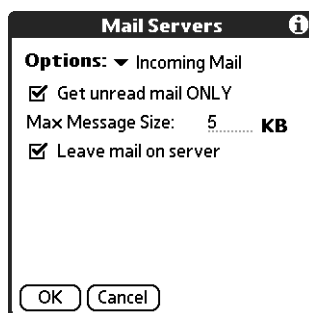 Mail Servers i
Options: Incoming Mail
Get unread mail ONLY
Max Message Size: 5 KB
Leave mail on server
OK Cancel